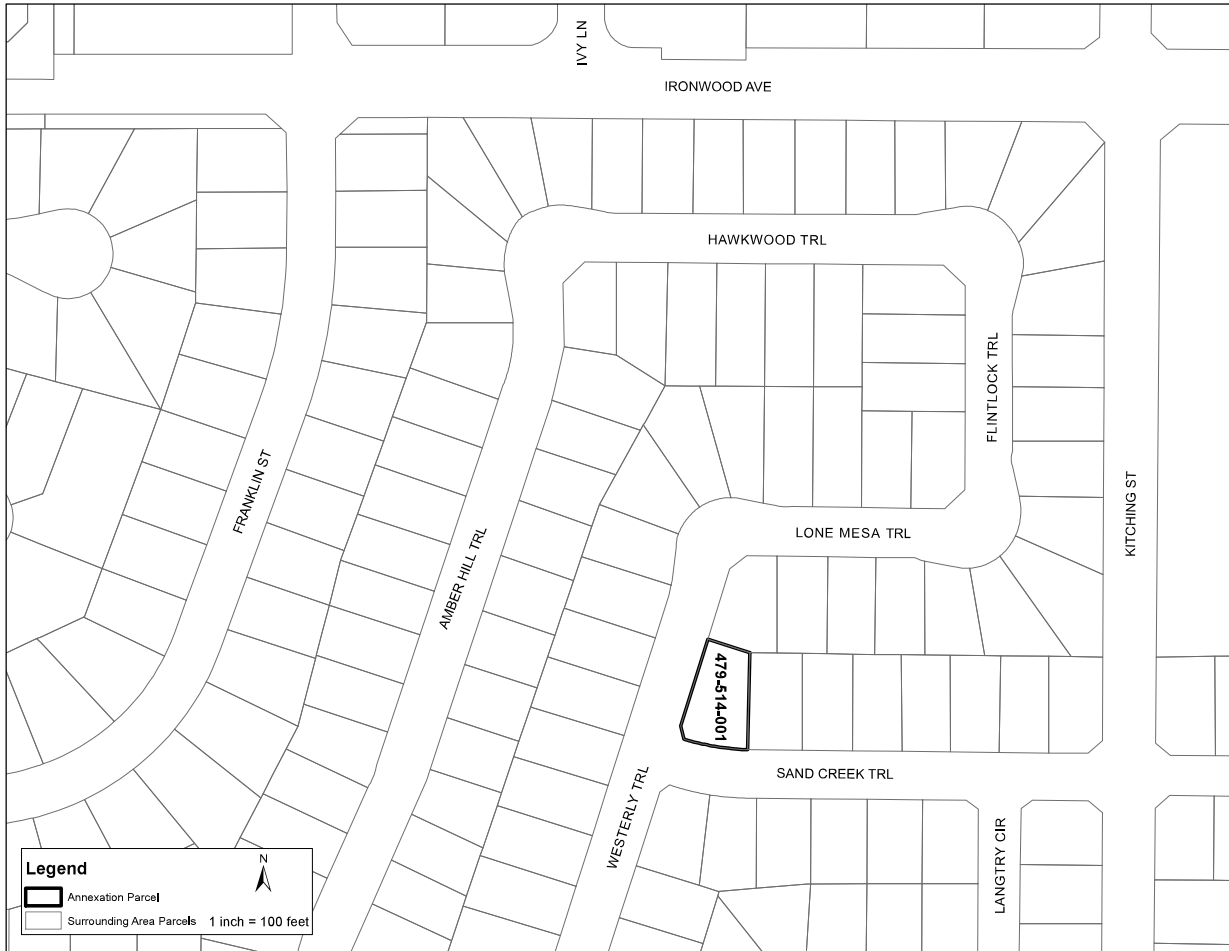 IVY LN
IRONWOOD AVE
HAWKWOOD TRL
FLINTLOCK TRL
FRANKLIN ST
KITCHING ST
LONE MESA TRL
AMBER HILL TRL
479-514-001
SAND CREEK TRL
WESTERLY TRL
LANGTRY CIR
Legend
N
Annexation Parcel
Surrounding Area Parcels 1 inch = 100 feet